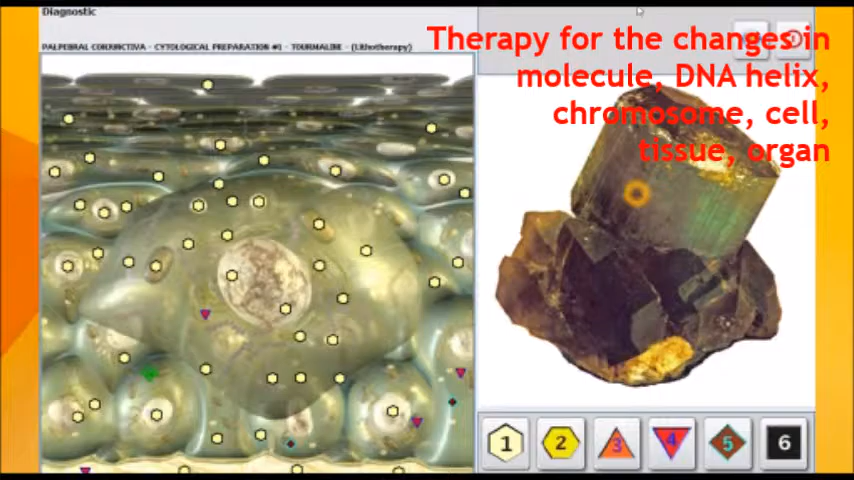 Diagnostic
PALPEBRAL CONJUNCTIVA - CYTOLOGICAL PREPARATION #1 - TOURMALINE - (Lithotherapy)
Therapy for the changes in
molecule, DNA helix,
chromosome, cell,
tissue, organ
1 2 3 4 5 6